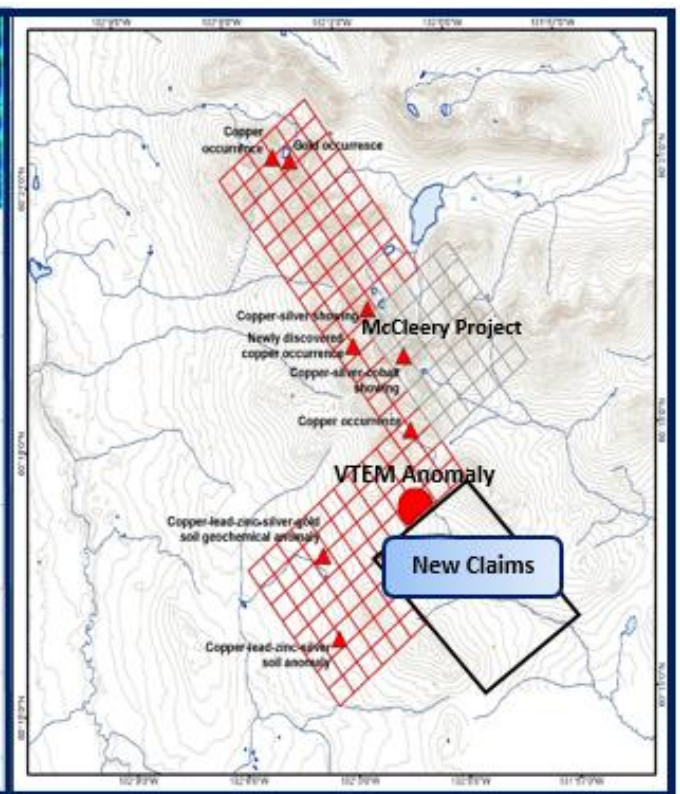 Copper
occurrence
Gold occurrence
Copper-silver showing
McCleery Project
Newly discovered
copper occurrence
Copper-silver-cobalt
showing
Copper occurrence
VTEM Anomaly
Copper-lead-zinc-silver-gold
soil geochemical anomaly
New Claims
Copper-lead-zinc-silver
soil anomaly